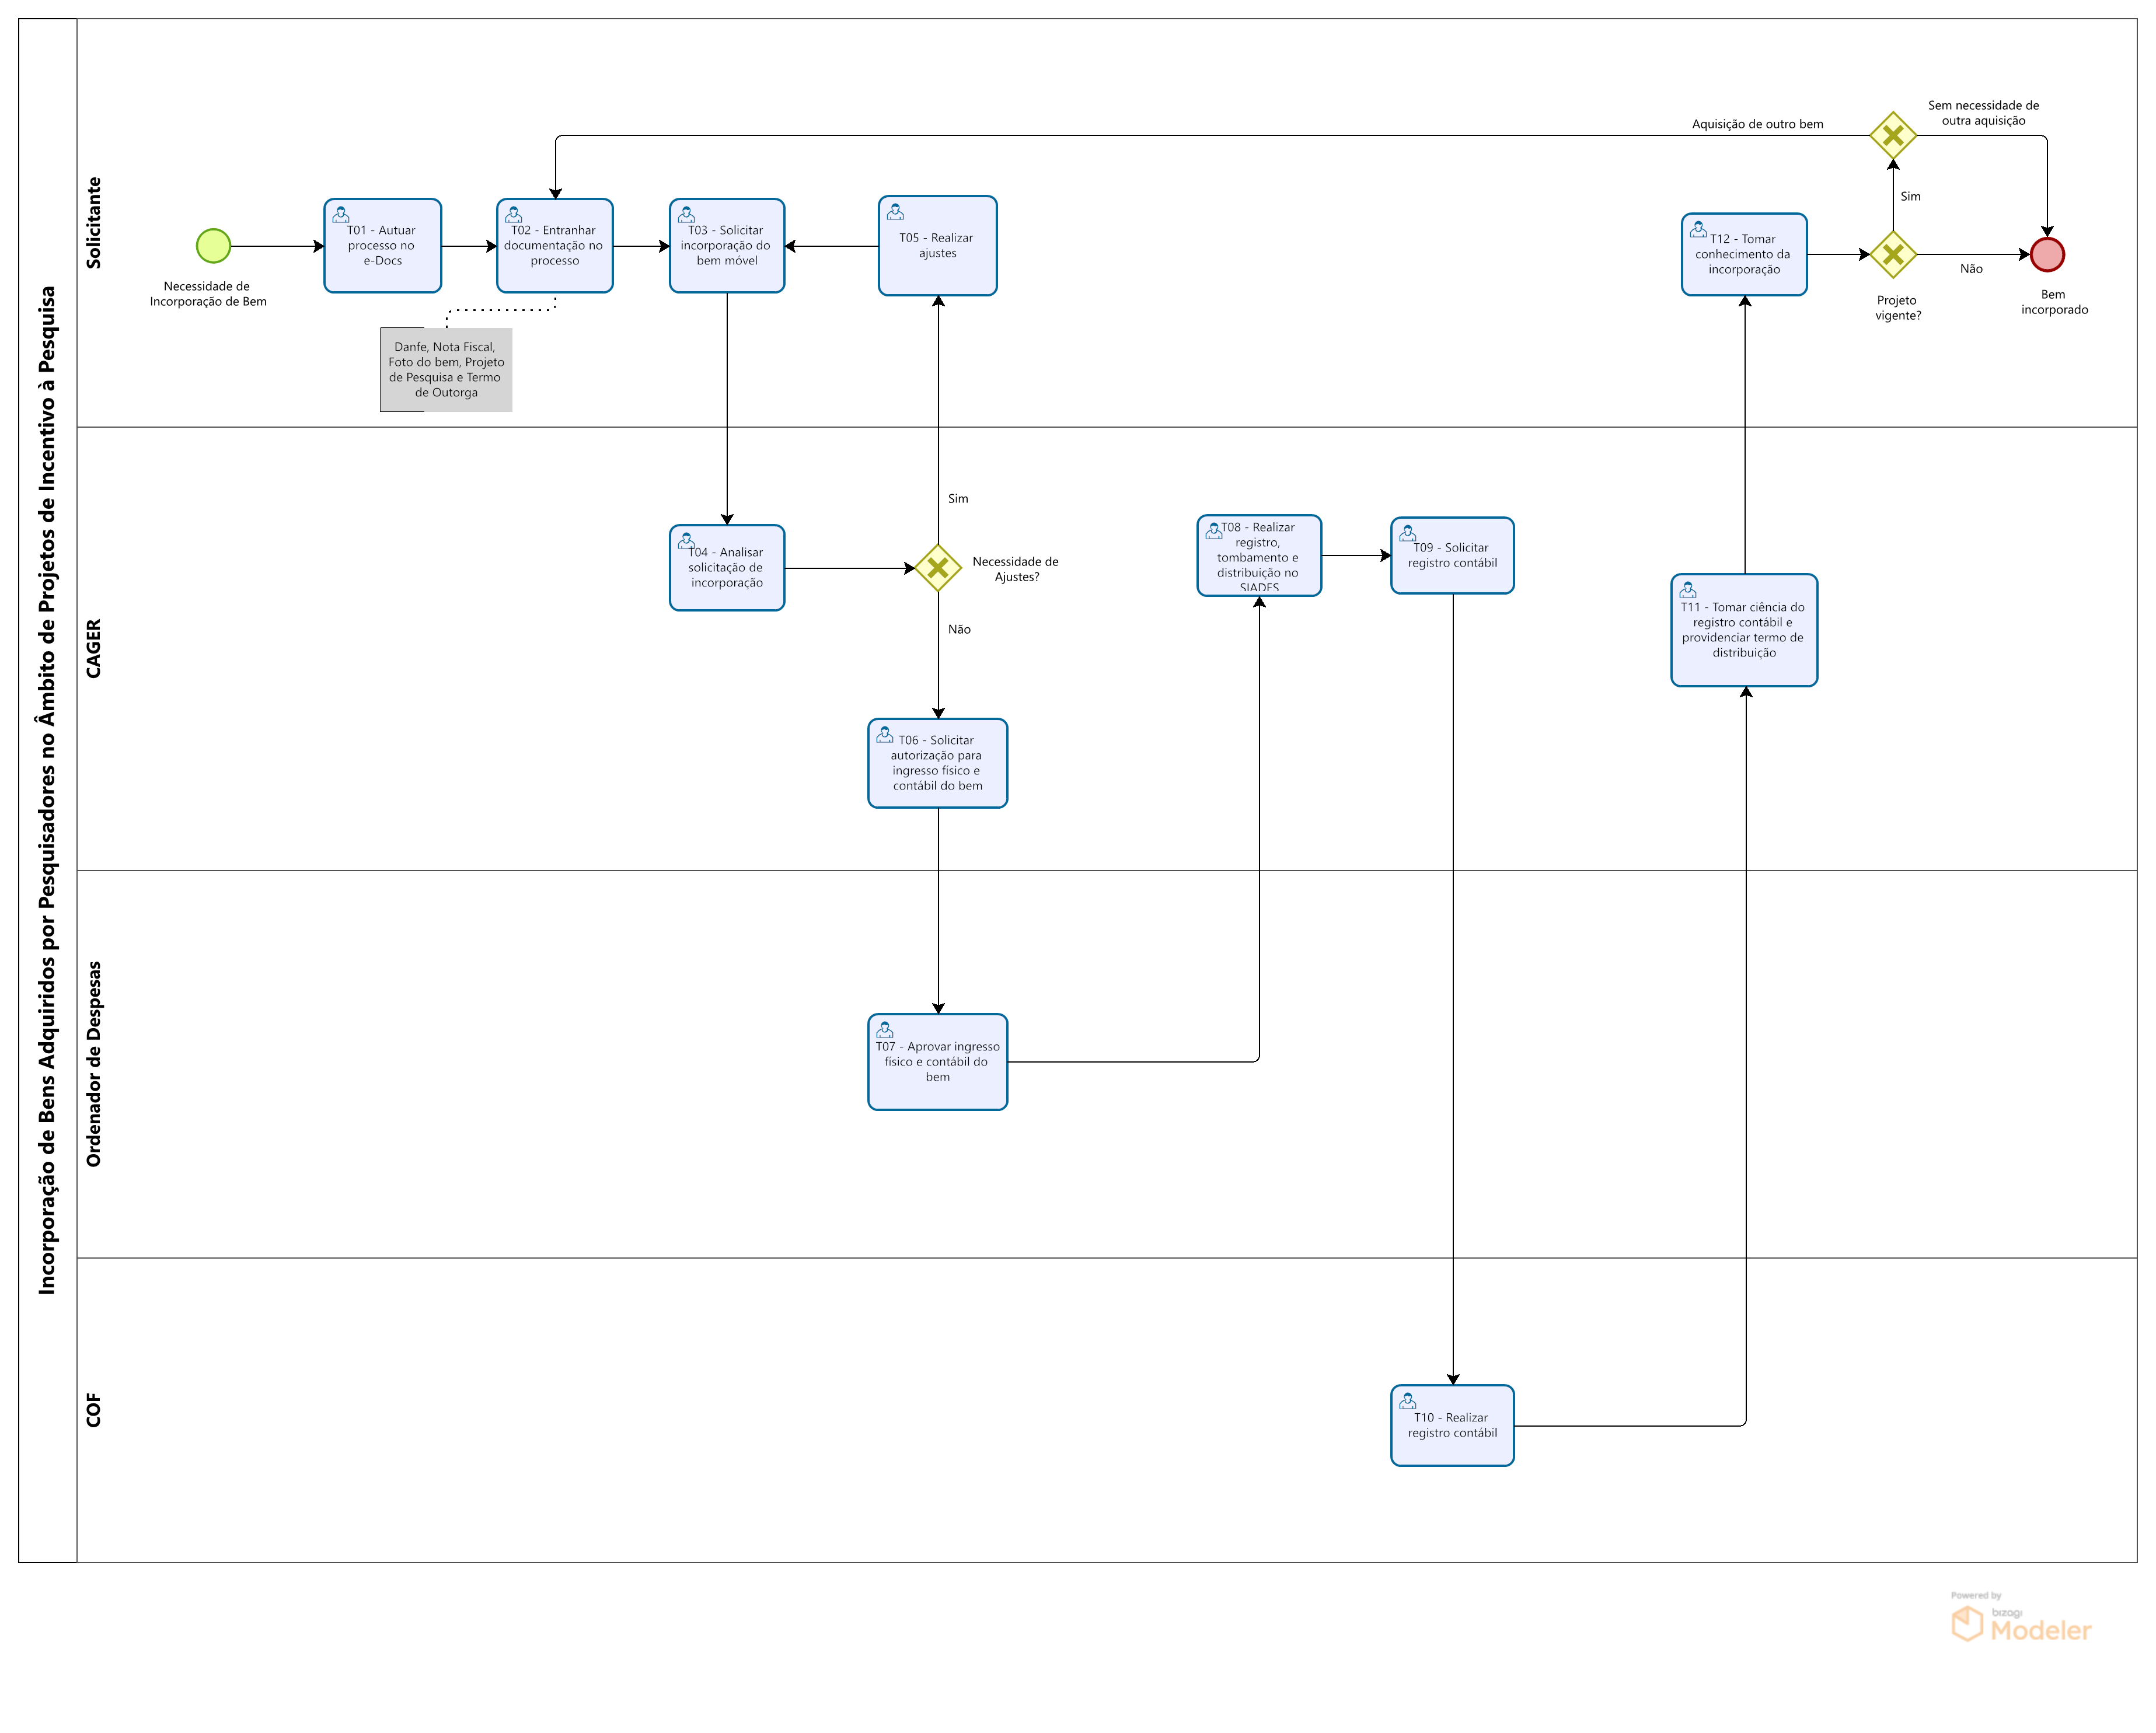 Incorporação de Bens Adquiridos por Pesquisadores no Âmbito de Projetos de Incentivo à Pesquisa
Solicitante
Necessidade de
Incorporação de Bem
T01 - Autuar
processo no
e-Docs
T02 - Entranhar
documentação no
processo
Danfe, Nota Fiscal,
Foto do bem, Projeto
de Pesquisa e Termo
de Outorga
T03 - Solicitar
incorporação do
bem móvel
T05 - Realizar
ajustes
Aquisição de outro bem
Sem necessidade de
outra aquisição
Sim
T12 - Tomar
conhecimento da
incorporação
Projeto
vigente?
Não
Bem
incorporado
CAGER
T04 - Analisar
solicitação de
incorporação
Sim
Necessidade de
Ajustes?
Não
T06 - Solicitar
autorização para
ingresso físico e
contábil do bem
T08 - Realizar
registro,
tombamento e
distribuição no
SIADES
T09 - Solicitar
registro contábil
T11 - Tomar ciência do
registro contábil e
providenciar termo de
distribuição
Ordenador de Despesas
T07 - Aprovar ingresso
físico e contábil do
bem
COF
T10 - Realizar
registro contábil
Powered by
bizagi
Modeler